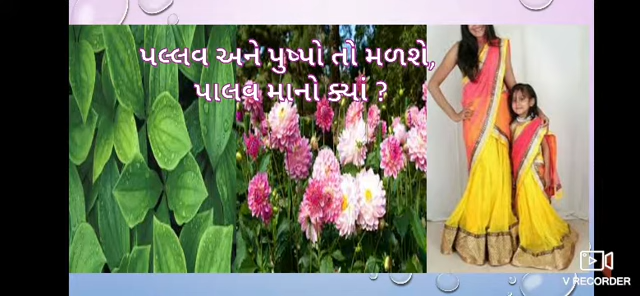 પલ્લવ અને પુષ્પો તો મળશે,
પાલવ માનો ક્યાં ?
V RECORDER